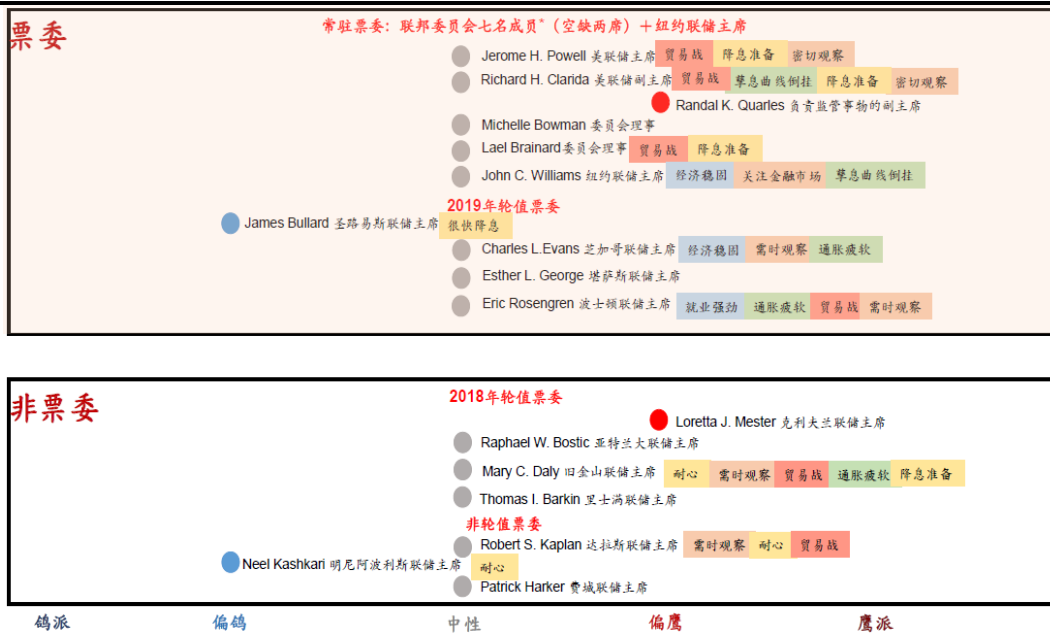 票委
常驻票委：联邦委员会七名成员*（空缺两席）＋纽约联储主席
Jerome H. Powell 美联储主席 贸易战 降息准备 密切观察
Richard H. Clarida 美联储副主席 贸易战 孳息曲线倒挂 降息准备 密切观察
Randal K. Quarles 负责监管事物的副主席
Michelle Bowman 委员会理事
Lael Brainard委员会理事 贸易战 降息准备
John C. Williams 纽约联储主席 经济稳固 关注金融市场 孳息曲线倒挂
2019年轮值票委
James Bullard 圣路易斯联储主席 很快降息
Charles L.Evans 芝加哥联储主席 经济稳固 需时观察 通胀疲软
Esther L. George 堪萨斯联储主席
Eric Rosengren 波士顿联储主席 就业强劲 通胀疲软 贸易战 需时观察
非票委
2018年轮值票委
Loretta J. Mester 克利夫兰联储主席
Raphael W. Bostic 亚特兰大联储主席
Mary C. Daly 旧金山联储主席 耐心 需时观察 贸易战 通胀疲软 降息准备
Thomas I. Barkin 里士满联储主席
非轮值票委
Robert S. Kaplan 达拉斯联储主席 需时观察 耐心 贸易战
Neel Kashkari 明尼阿波利斯联储主席 耐心
Patrick Harker 费城联储主席
鸽派 偏鸽 中性 偏鹰 鹰派